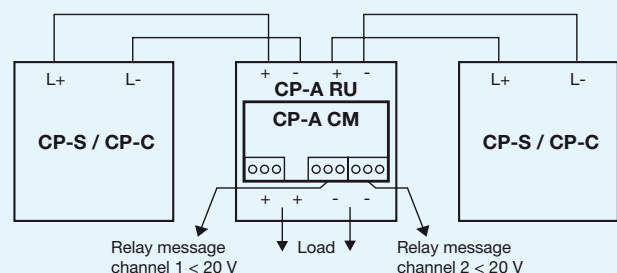 L+ L- + - + - L+ L-
CP-A RU
CP-A CM
CP-S / CP-C
CP-S / CP-C
+ + - -
Relay message
channel 1 < 20 V
Load
Relay message
channel 2 < 20 V